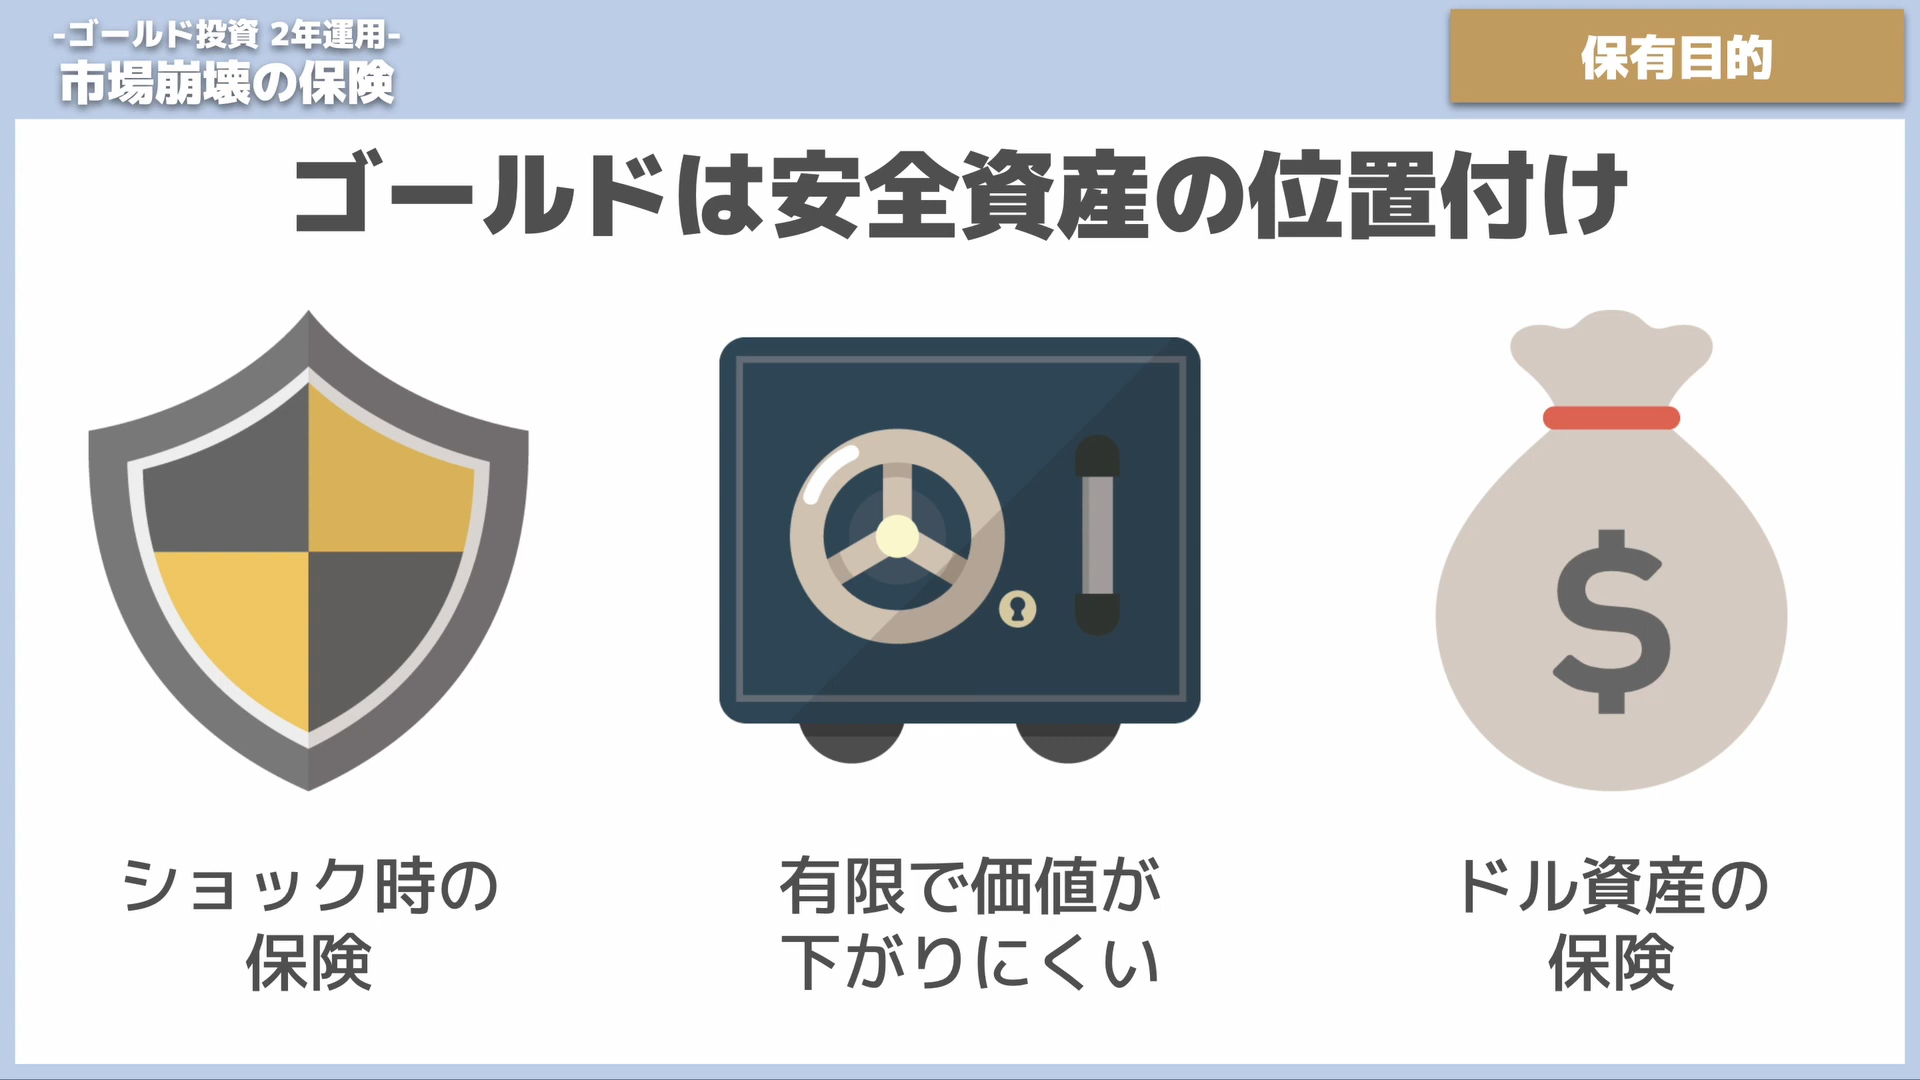 -ゴールド投資 2年運用-
市場崩壊の保険
保有目的
ゴールドは安全資産の位置付け
ショック時の
保険
有限で価値が
下がりにくい
$
ドル資産の
保険